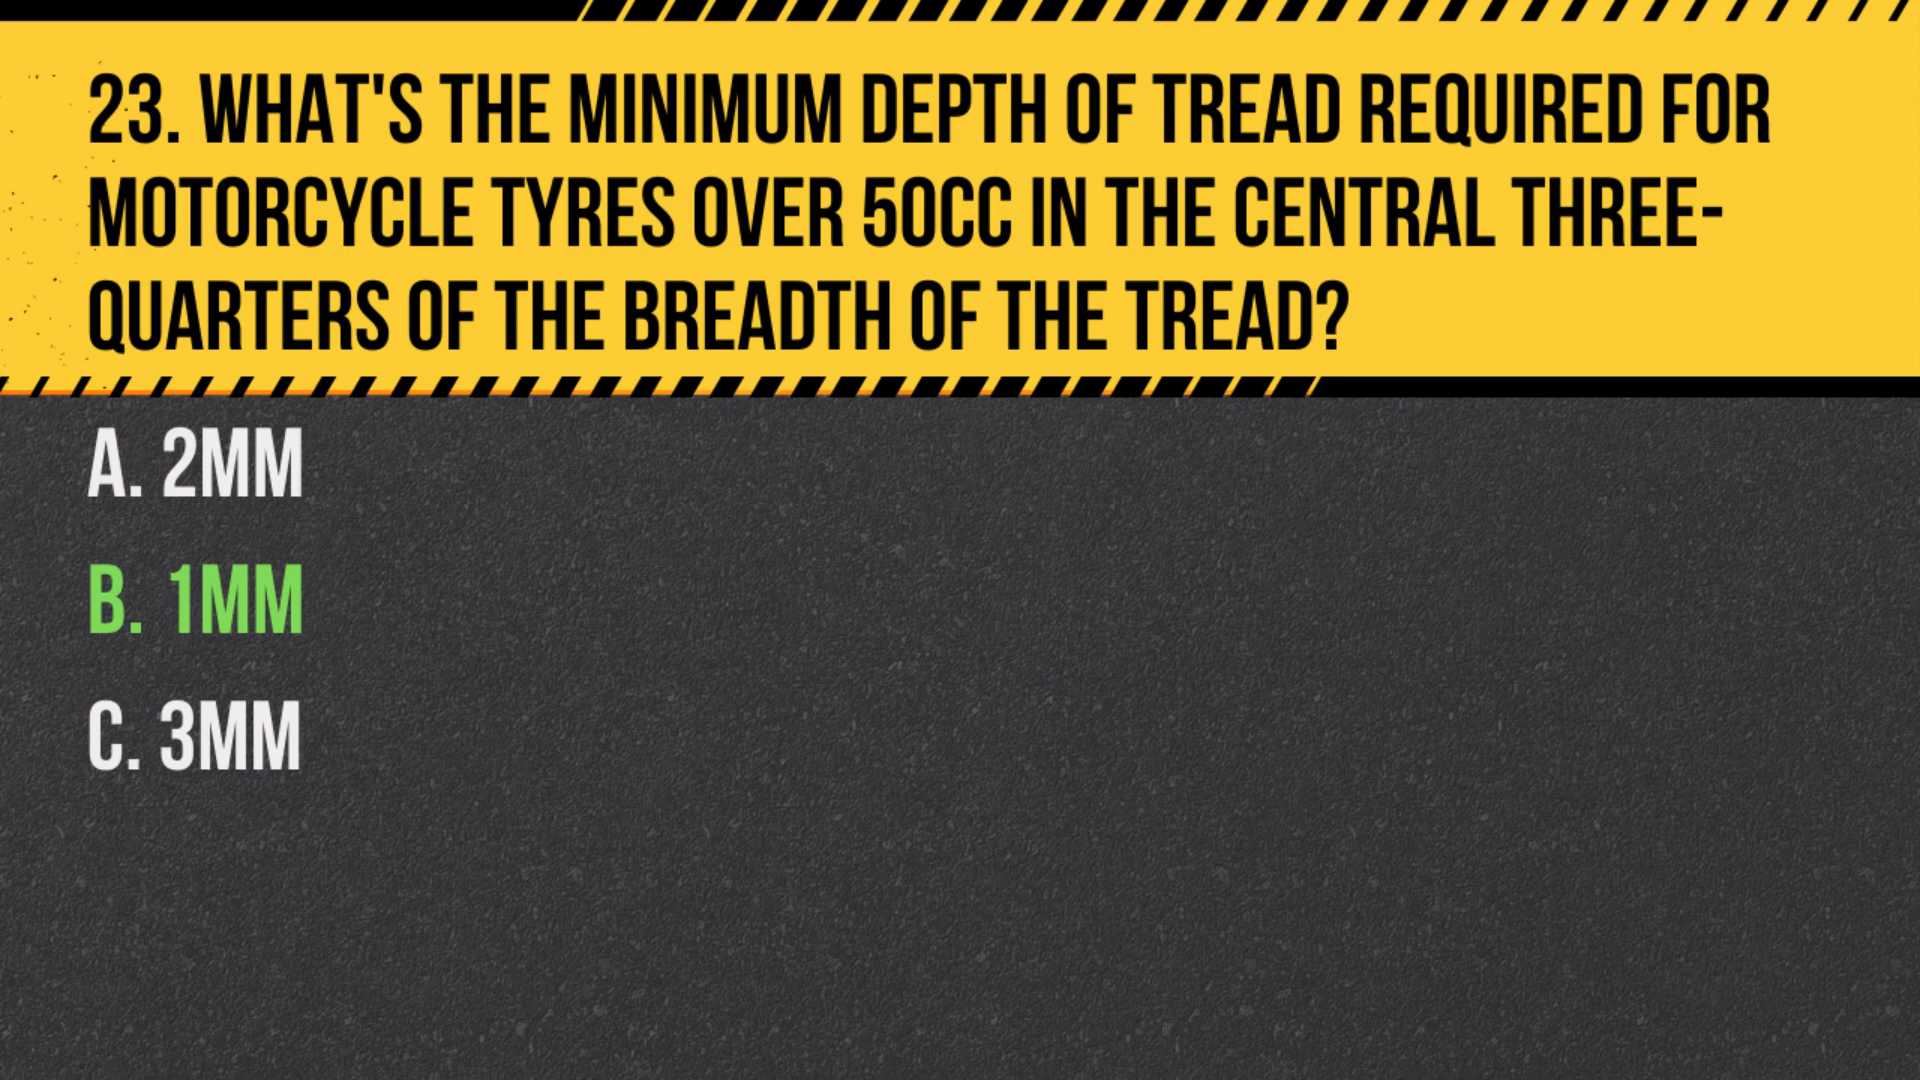 23. WHAT'S THE MINIMUM DEPTH OF TREAD REQUIRED FOR
MOTORCYCLE TYRES OVER 50CC IN THE CENTRAL THREE-
QUARTERS OF THE BREADTH OF THE TREAD?
A. 2MM
B. 1MM
C. 3MM